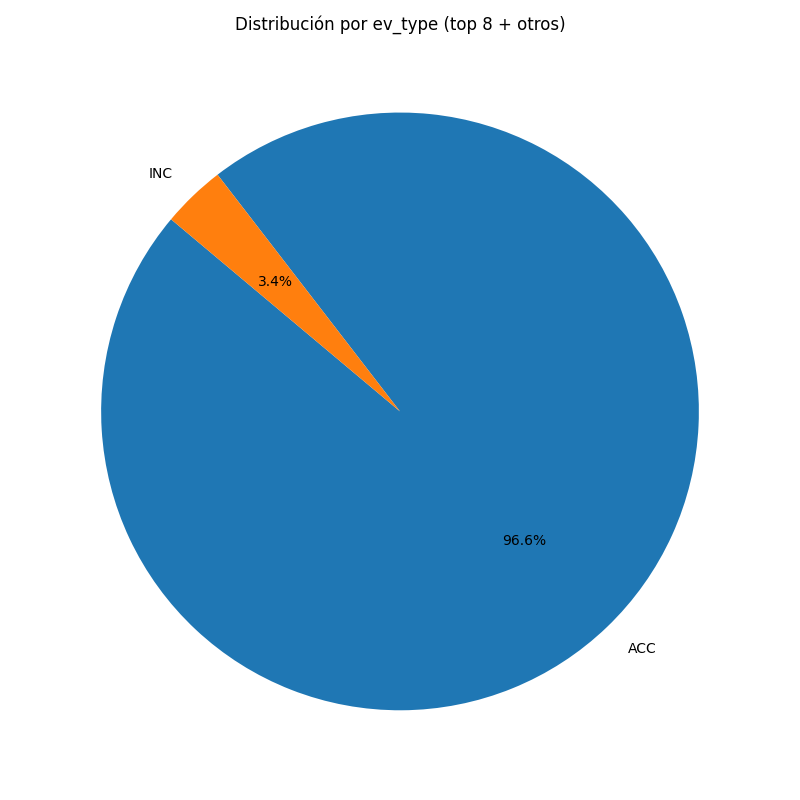 Distribución por ev_type (top 8 + otros)
INC
3.4%
96.6%
ACC